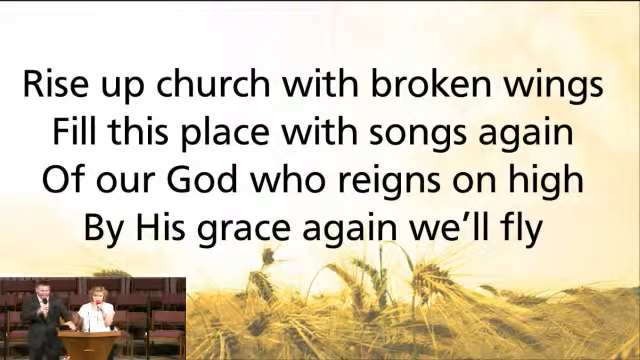 Rise up church with broken wings
Fill this place with songs again
Of our God who reigns on high
By His grace again we’ll fly